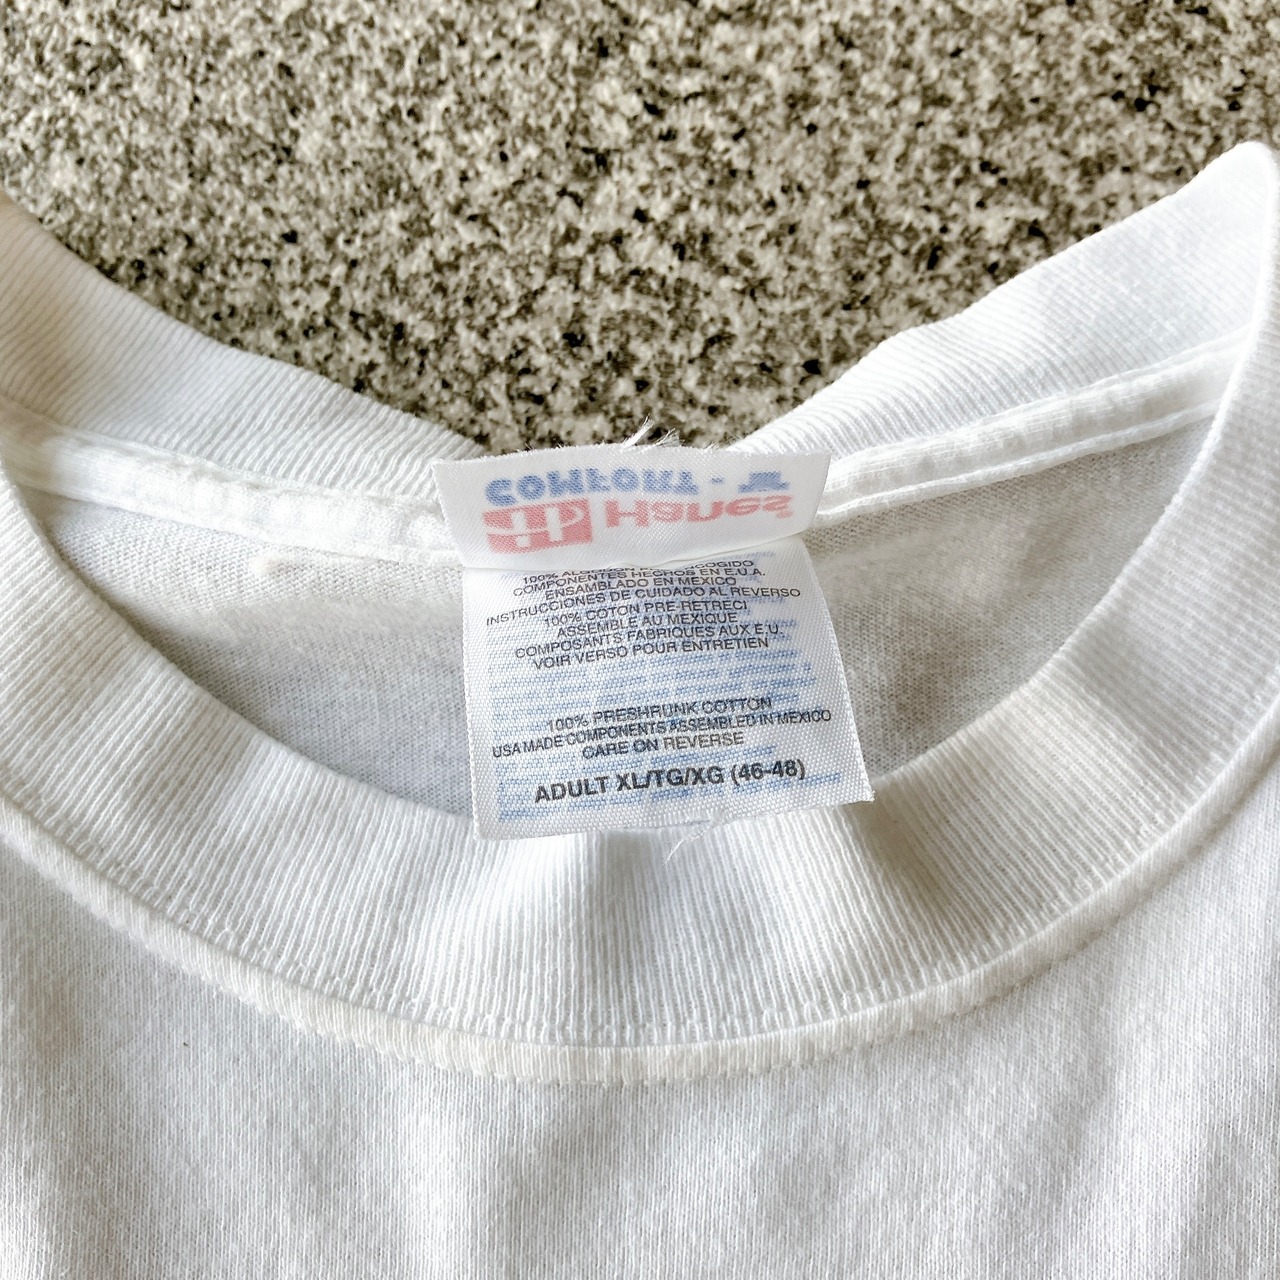 COMFORT -
Hanes
100% ALGODON
COMPONENTES HECHOS EN E.U.A.
ENSAMBLADO EN MEXICO
INSTRUCCIONES DE CUIDADO AL REVERSO
100% COTON PRE-RETRECI
ASSEMBLE AU MEXIQUE
COMPOSANTS FABRIQUES AUX E.U.
VOIR VERSO POUR ENTRETIEN
100% PRESHRUNK COTTON
USA MADE COMPONENTS ASSEMBLED IN MEXICO
CARE ON REVERSE
ADULT XL/TG/XG (46-48)